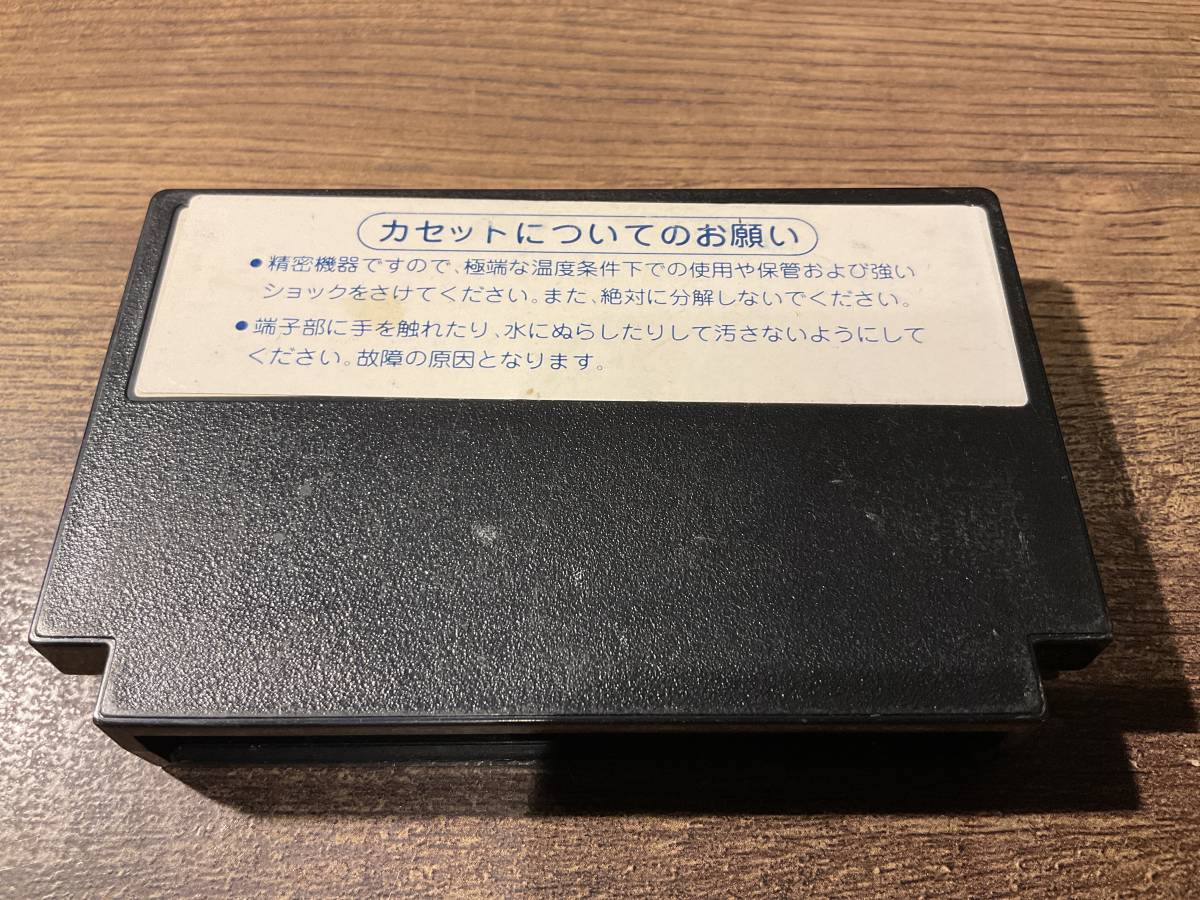 カセットについてのお願い
●精密機器ですので、極端な温度条件下での使用や保管および強い
ショックをさけてください。また、絶対に分解しないでください。
●端子部に手を触れたり、水にぬらしたりして汚さないようにして
ください。故障の原因となります。